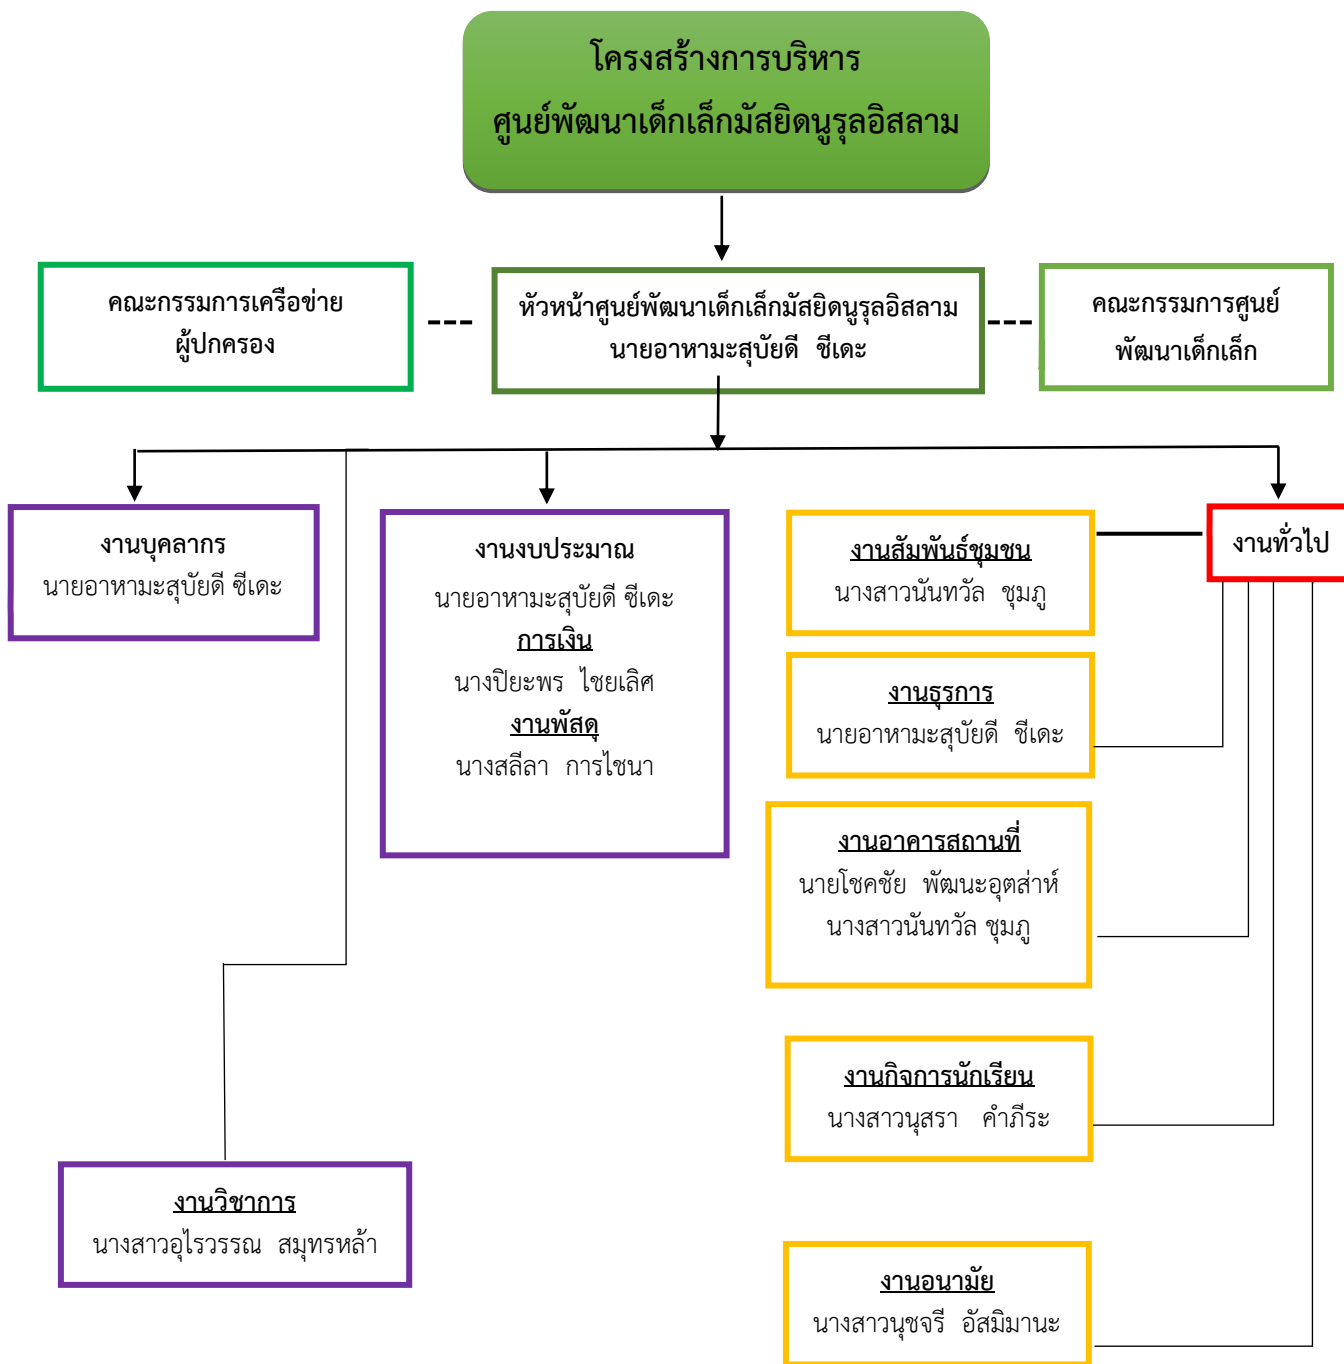 โครงสร้างการบริหาร
ศูนย์พัฒนาเด็กเล็กมัสยิดนูรุลอิสลาม
คณะกรรมการเครือข่าย
ผู้ปกครอง
หัวหน้าศูนย์พัฒนาเด็กเล็กมัสยิดนูรุลอิสลาม
นายอาหามะสุบัยดี ซีเดะ
คณะกรรมการศูนย์
พัฒนาเด็กเล็ก
งานบุคลากร
นายอาหามะสุบัยดี ซีเดะ
งานงบประมาณ
นายอาหามะสุบัยดี ซีเดะ
การเงิน
นางปิยะพร ไชยเลิศ
งานพัสดุ
นางสลีลา การไชนา
งานสัมพันธ์ชุมชน
นางสาวนันทวัล ชุมภู
งานทั่วไป
งานธุรการ
นายอาหามะสุบัยดี ซีเดะ
งานอาคารสถานที่
นายโชคชัย พัฒนะอุตส่าห์
นางสาวนันทวัล ชุมภู
งานกิจการนักเรียน
นางสาวนุสรา คำภีระ
งานวิชาการ
นางสาวอุไรวรรณ สมุทรหล้า
งานอนามัย
นางสาวนุชจรี อัสมิมานะ